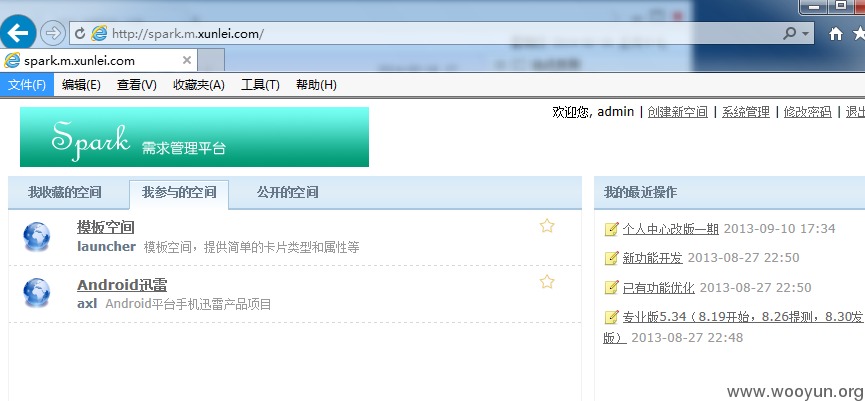 http://spark.m.xunlei.com/
spark.m.xunlei.com
文件(F) 编辑(E) 查看(V) 收藏夹(A) 工具(T) 帮助(H)
欢迎您, admin | 创建新空间 | 系统管理 | 修改密码 | 退出
Spark 需求管理平台
我收藏的空间 我参与的空间 公开的空间
模板空间
launcher 模板空间，提供简单的卡片类型和属性等
Android迅雷
axl Android平台手机迅雷产品项目
我的最近操作
个人中心改版一期 2013-09-10 17:34
新功能开发 2013-08-27 22:50
已有功能优化 2013-08-27 22:50
专业版5.34（8.19开始，8.26提测，8.30发
版） 2013-08-27 22:48
www.wooyun.org